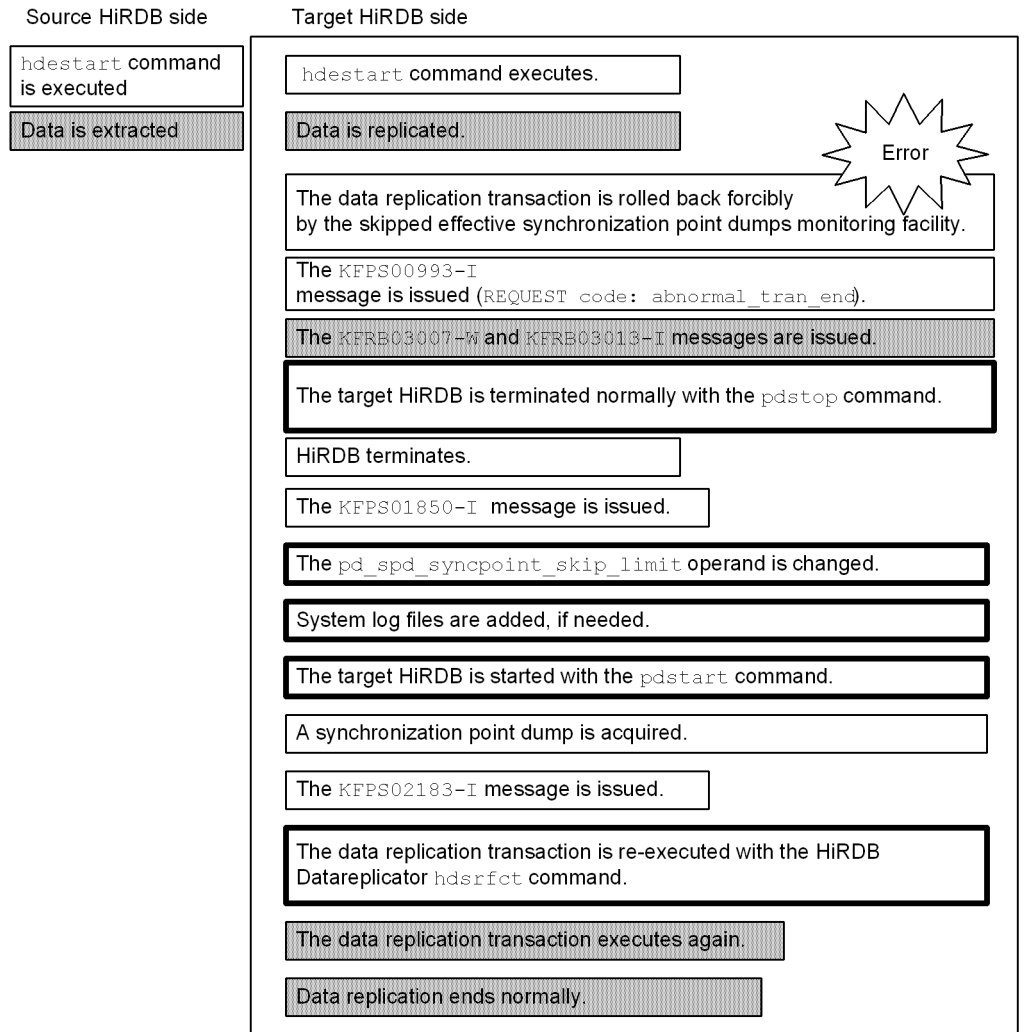 Source HiRDB side
Target HiRDB side
hdestart command
is executed
Data is extracted
hdestart command executes.
Data is replicated.
Error
The data replication transaction is rolled back forcibly
by the skipped effective synchronization point dumps monitoring facility.
The KFPS00993-I
message is issued (REQUEST code: abnormal_tran_end).
The KFRB03007-W and KFRB03013-I messages are issued.
The target HiRDB is terminated normally with the pdstop command.
HiRDB terminates.
The KFPS01850-I message is issued.
The pd_spd_syncpoint_skip_limit operand is changed.
System log files are added, if needed.
The target HiRDB is started with the pdstart command.
A synchronization point dump is acquired.
The KFPS02183-I message is issued.
The data replication transaction is re-executed with the HiRDB
Datareplicator hdsrfct command.
The data replication transaction executes again.
Data replication ends normally.